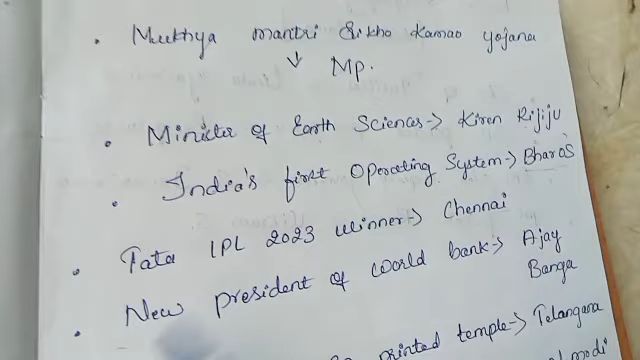 • Mukhya mantri Sikho Kamao yojana
↓ MP.
• Minister of Earth Sciences → Kiren Rijiju
• India's first Operating System → BharOS
• Tata IPL 2023 winner → Chennai
• New president of world bank → Ajay
Banga
printed temple → Telangana
modi